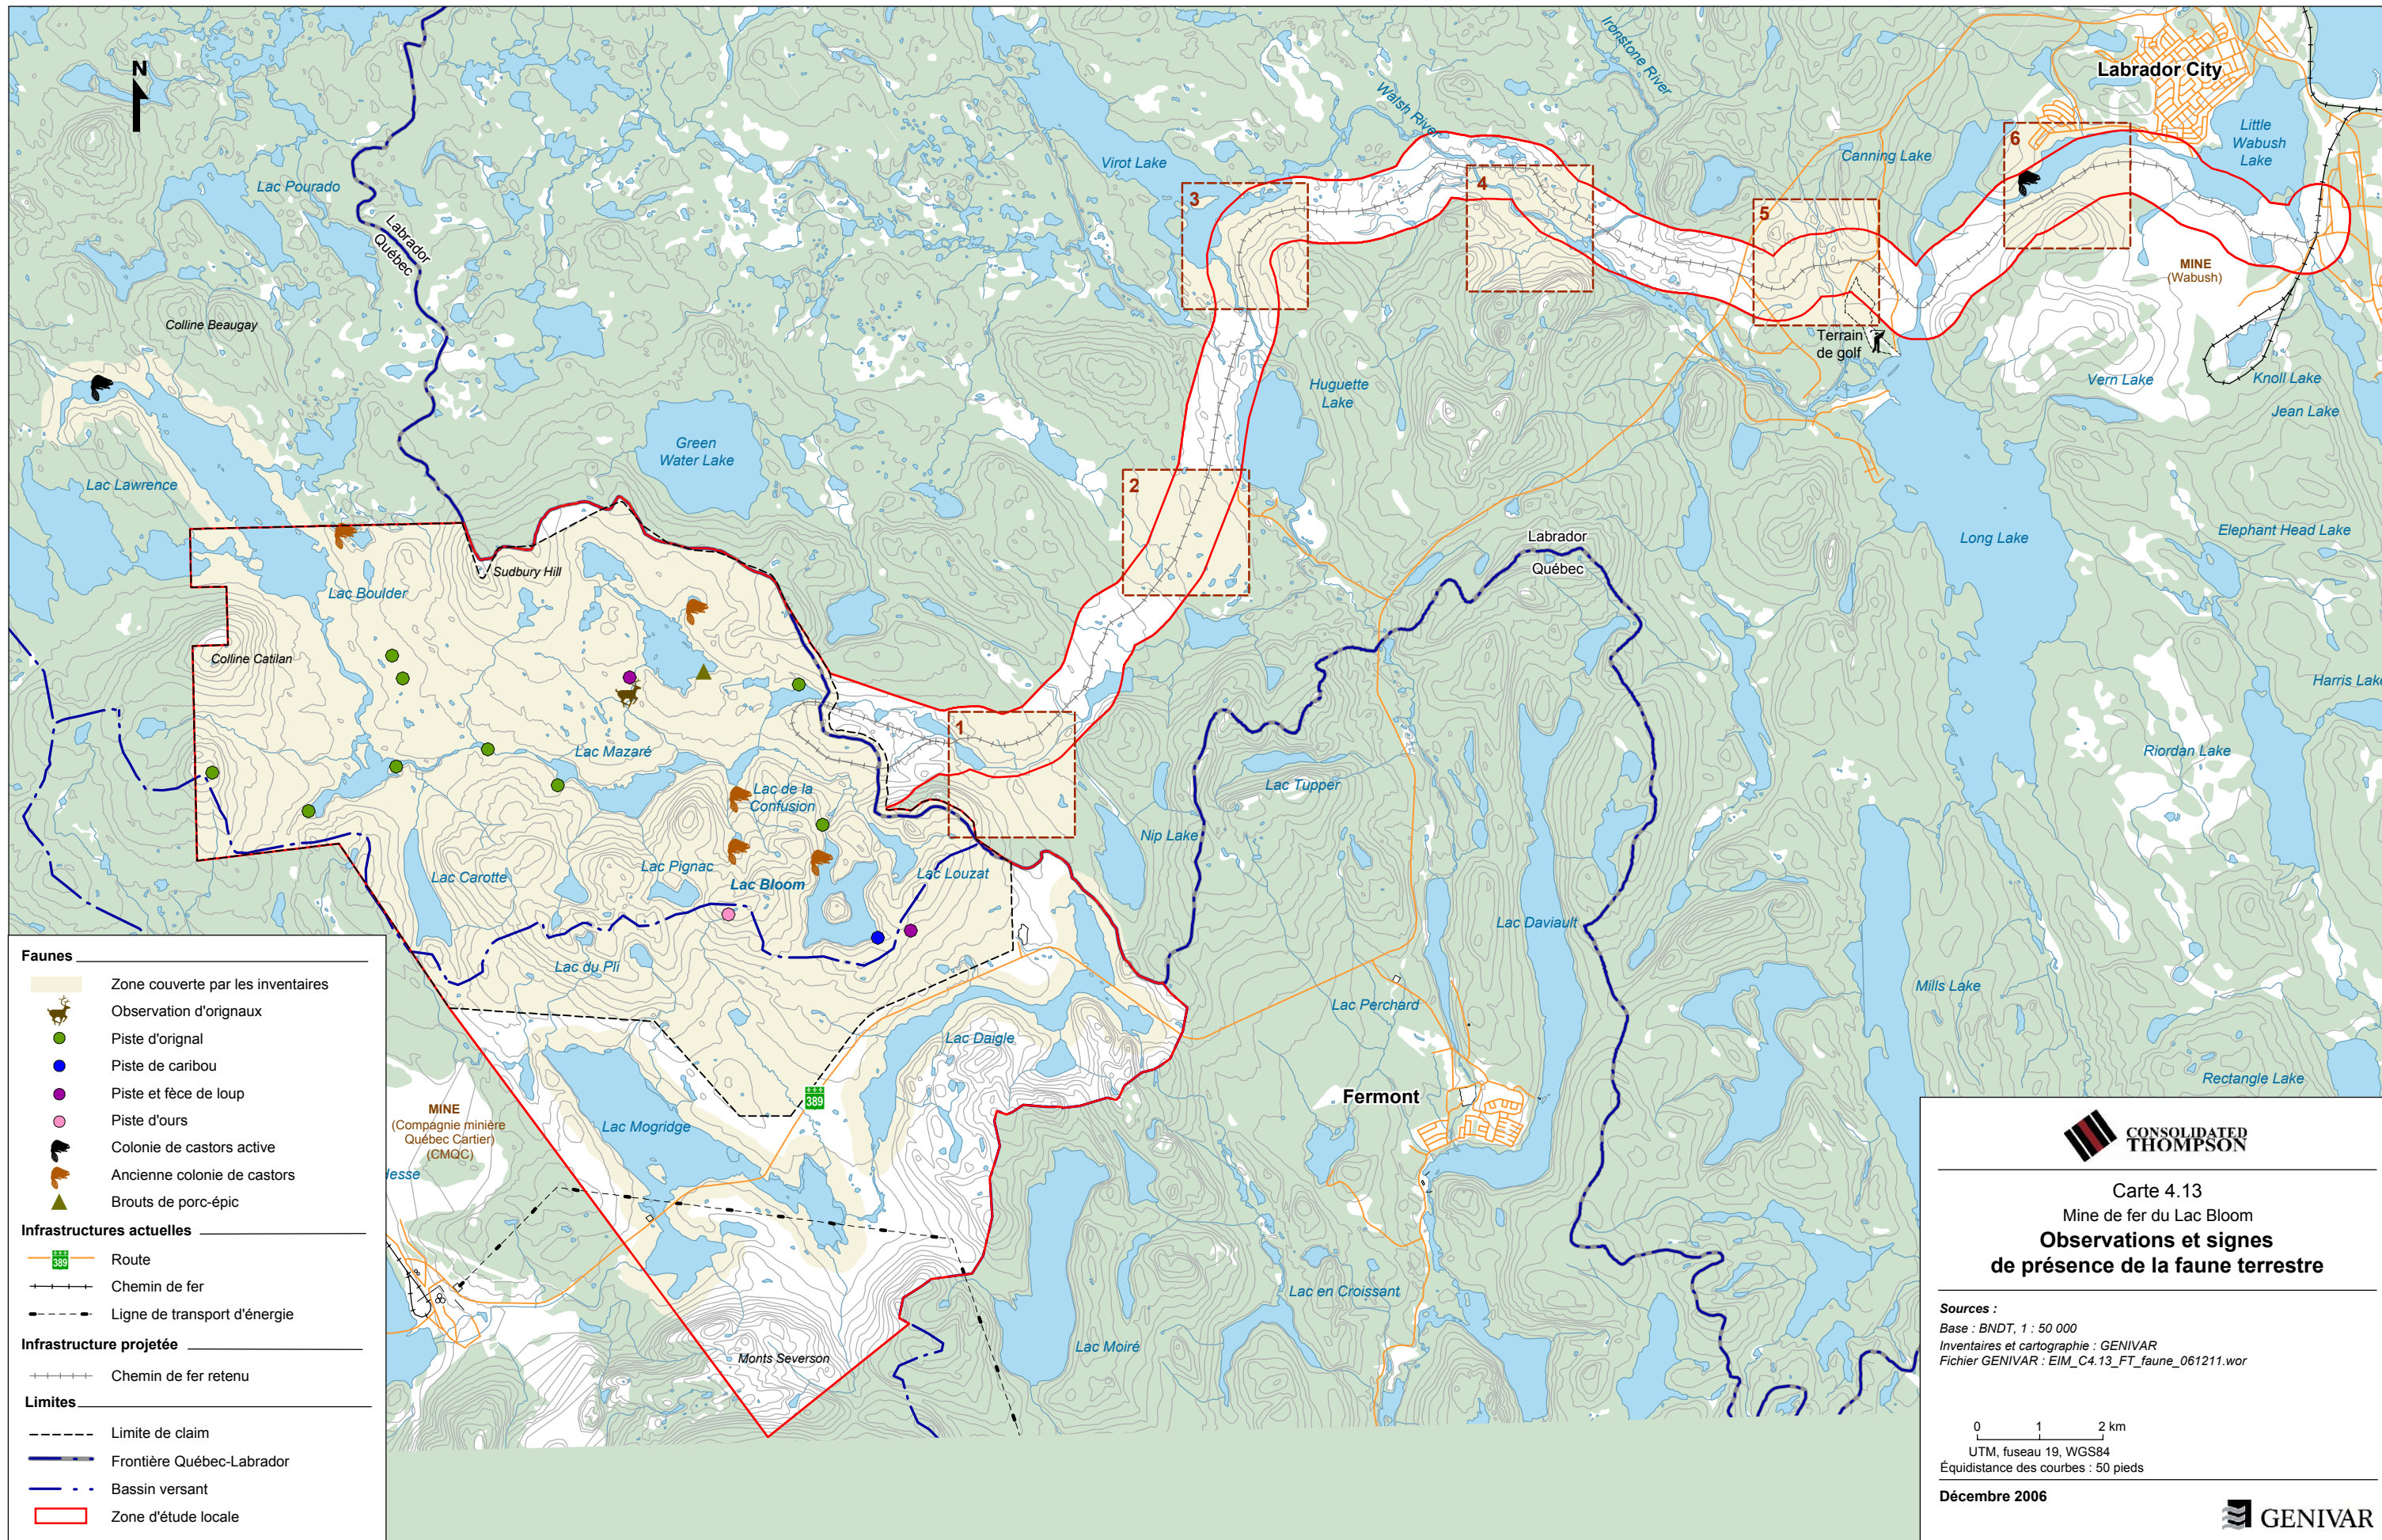 N
Labrador City
Ironstone River
Walsh River
Little
Wabush
Lake
Virot Lake
Canning Lake
Lac Pourado
Labrador
Québec
3
4
5
6
MINE
(Wabush)
Colline Beaugay
Terrain
de golf
Huguette
Lake
Vern Lake
Knoll Lake
Jean Lake
Green
Water Lake
Lac Lawrence
2
Elephant Head Lake
Long Lake
Labrador
Québec
Sudbury Hill
Lac Boulder
Colline Catilan
Harris Lake
1
Lac Mazaré
Riordan Lake
Lac Tupper
Lac de la
Confusion
Nip Lake
Lac Carotte
Lac Pignac
Lac Bloom
Lac Louzat
Lac Daviault
Lac du Pli
Mills Lake
Lac Perchard
Lac Daigle
Rectangle Lake
389
Fermont
MINE
(Compagnie minière
Québec Cartier)
(CMQC)
Lac Mogridge
Lac en Croissant
Lac Moiré
Monts Severson
Faunes
Zone couverte par les inventaires
Observation d'orignaux
Piste d'orignal
Piste de caribou
Piste et fèce de loup
Piste d'ours
Colonie de castors active
Ancienne colonie de castors
Brouts de porc-épic
Infrastructures actuelles
389
Route
Chemin de fer
Ligne de transport d'énergie
Infrastructure projetée
Chemin de fer retenu
Limites
Limite de claim
Frontière Québec-Labrador
Bassin versant
Zone d'étude locale
CONSOLIDATED
THOMPSON
Carte 4.13
Mine de fer du Lac Bloom
Observations et signes
de présence de la faune terrestre
Sources :
Base : BNDT, 1 : 50 000
Inventaires et cartographie : GENIVAR
Fichier GENIVAR : EIM_C4.13_FT_faune_061211.wor
0 1 2 km
UTM, fuseau 19, WGS84
Équidistance des courbes : 50 pieds
Décembre 2006
GENIVAR